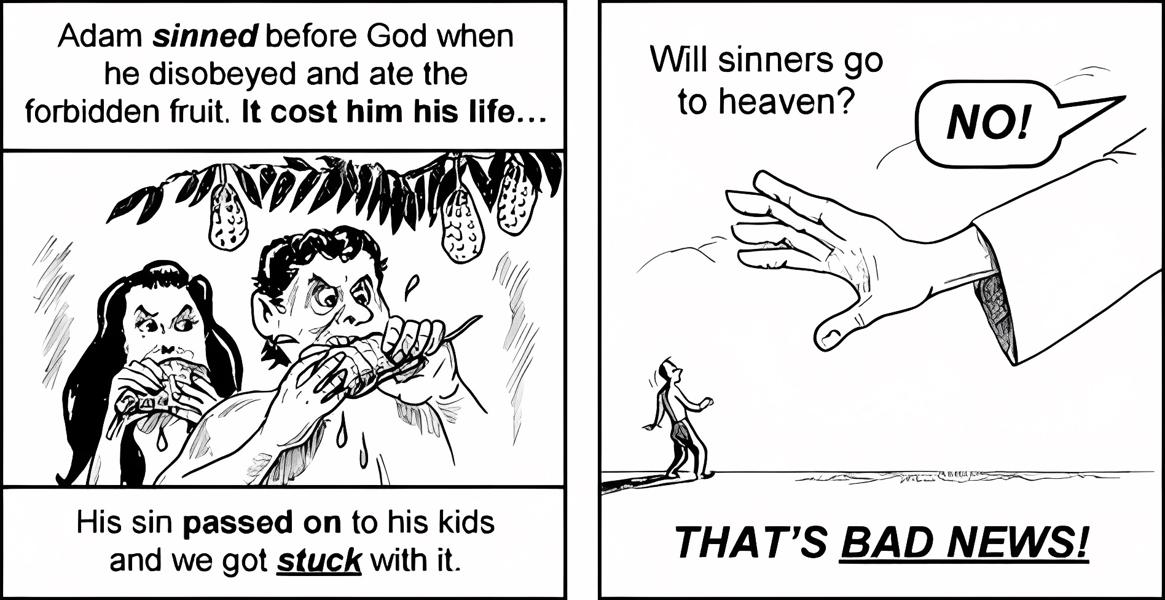 Adam sinned before God when
he disobeyed and ate the
forbidden fruit. It cost him his life...
His sin passed on to his kids
and we got stuck with it.
Will sinners go
to heaven?
NO!
THAT'S BAD NEWS!